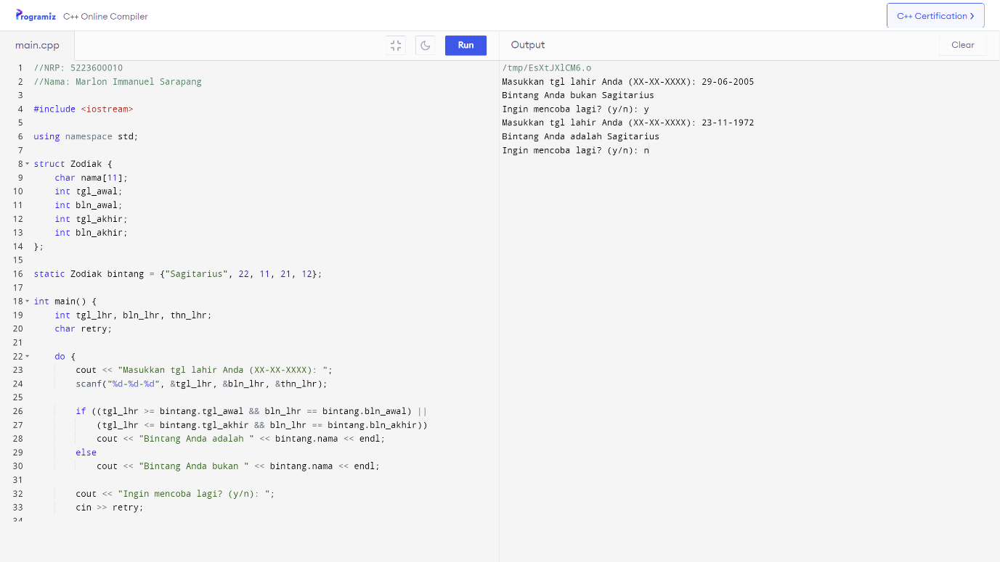 Programiz C++ Online Compiler C++ Certification
main.cpp Run Output Clear
1 //NRP: 5223600010
2 //Nama: Marlon Immanuel Sarapang
3
4 #include <iostream>
5
6 using namespace std;
7
8 struct Zodiak {
9     char nama[11];
10     int tgl_awal;
11     int bln_awal;
12     int tgl_akhir;
13     int bln_akhir;
14 };
15
16 static Zodiak bintang = {"Sagitarius", 22, 11, 21, 12};
17
18 int main() {
19     int tgl_lhr, bln_lhr, thn_lhr;
20     char retry;
21
22     do {
23         cout << "Masukkan tgl lahir Anda (XX-XX-XXXX): ";
24         scanf("%d-%d-%d", &tgl_lhr, &bln_lhr, &thn_lhr);
25
26         if ((tgl_lhr >= bintang.tgl_awal && bln_lhr == bintang.bln_awal) ||
27             (tgl_lhr <= bintang.tgl_akhir && bln_lhr == bintang.bln_akhir))
28             cout << "Bintang Anda adalah " << bintang.nama << endl;
29         else
30             cout << "Bintang Anda bukan " << bintang.nama << endl;
31
32         cout << "Ingin mencoba lagi? (y/n): ";
33         cin >> retry;
34
/tmp/EsXtJXlCM6.o
Masukkan tgl lahir Anda (XX-XX-XXXX): 29-06-2005
Bintang Anda bukan Sagitarius
Ingin mencoba lagi? (y/n): y
Masukkan tgl lahir Anda (XX-XX-XXXX): 23-11-1972
Bintang Anda adalah Sagitarius
Ingin mencoba lagi? (y/n): n